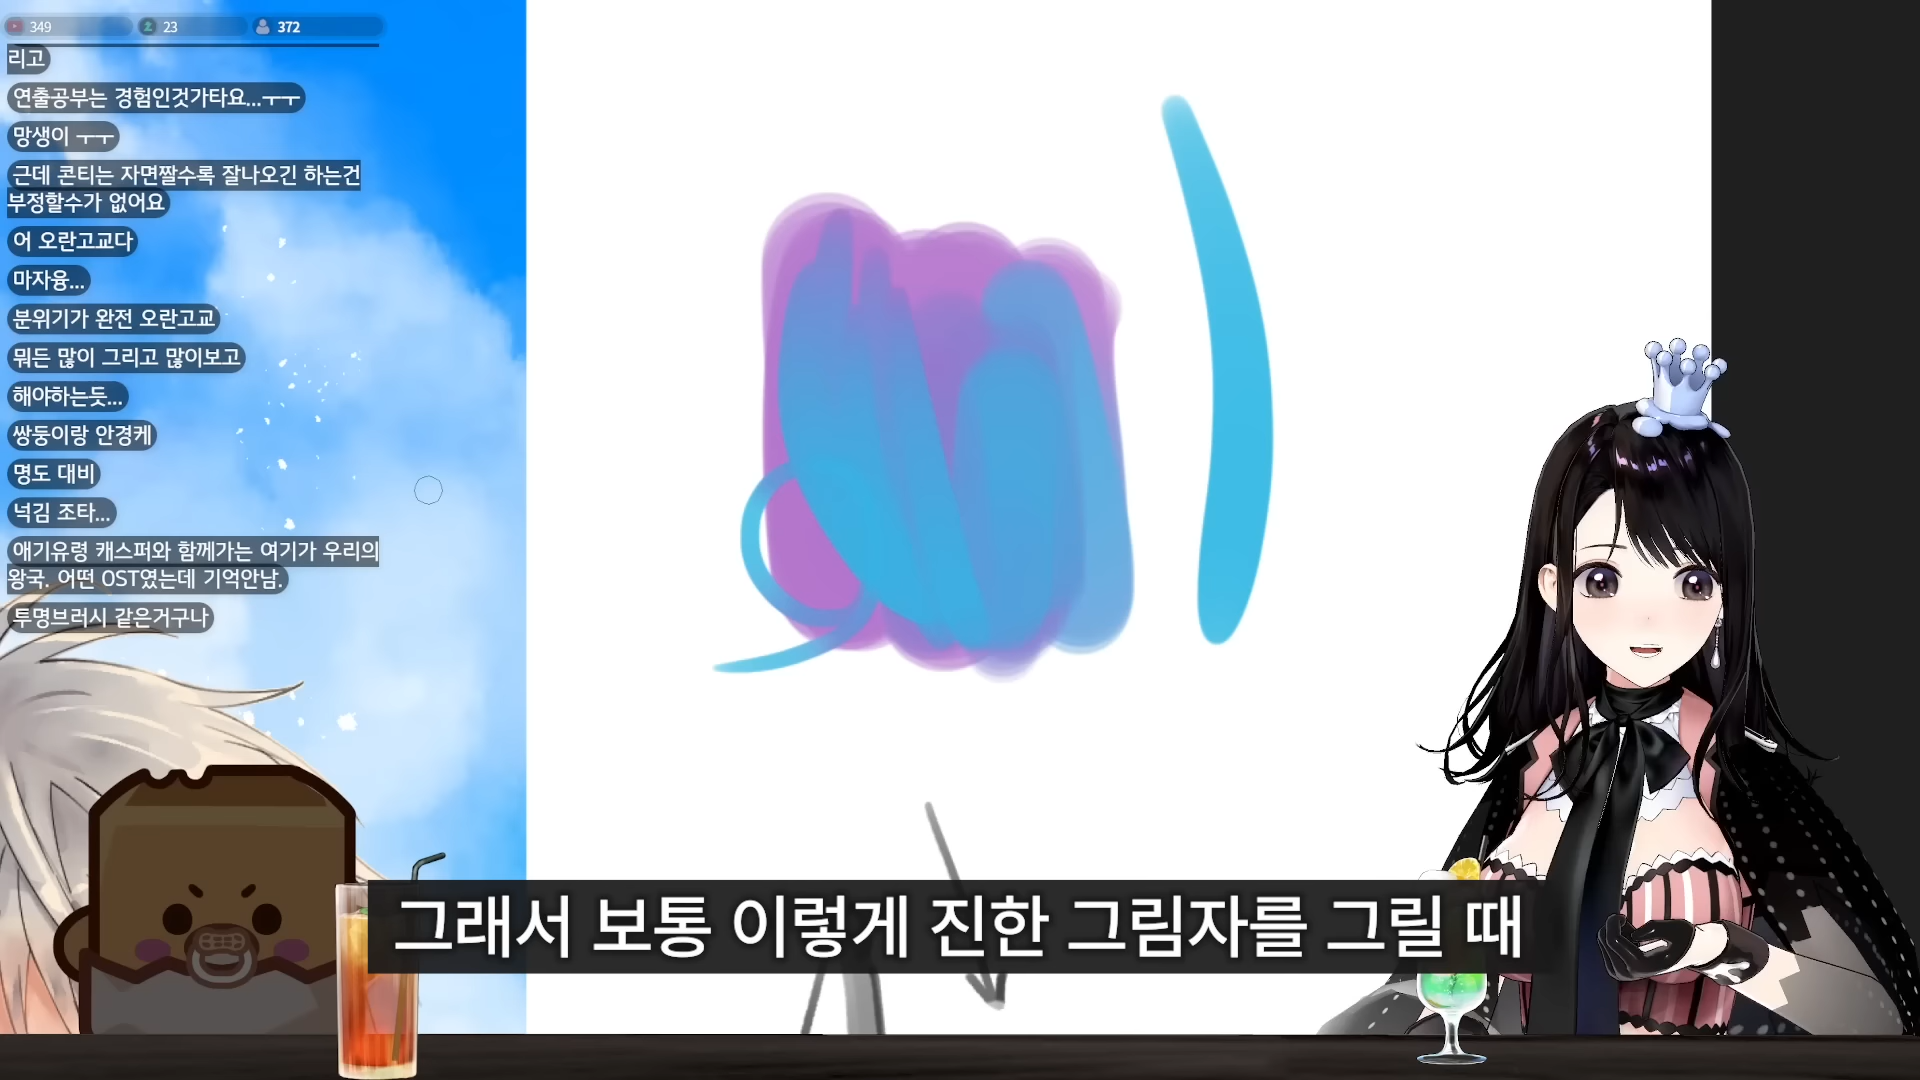 349 23 372
리고
연출공부는 경험인것가타요...ㅜㅜ
망생이 ㅜㅜ
근데 콘티는 자면짤수록 잘나오긴 하는건
부정할수가 없어요
어 오란고교다
마자융...
분위기가 완전 오란고교
뭐든 많이 그리고 많이보고
해야하는듯...
쌍둥이랑 안경케
명도 대비
넉김 조타...
애기유령 캐스퍼와 함께가는 여기가 우리의
왕국. 어떤 OST였는데 기억안남.
투명브러시 같은거구나
그래서 보통 이렇게 진한 그림자를 그릴 때